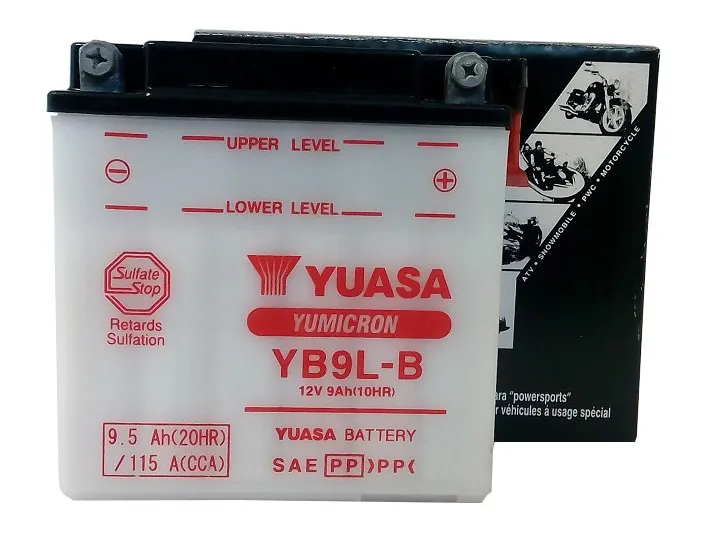 UPPER LEVEL
LOWER LEVEL
Sulfate
Stop
Retards
Sulfation
YUASA
YUMICRON
YB9L-B
12V 9Ah(10HR)
9.5 Ah(20HR)
/115 A(CCA)
YUASA BATTERY
SAE PP >PP<
ATV • SNOWMOBILE • PWC • MOTORCYCLE
ara "powersports"
r véhicules á usage spécial